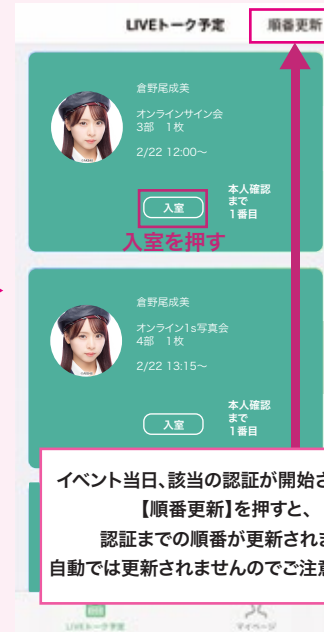 LIVEトーク予定
順番更新
倉野尾成美
オンラインサイン会
3部 1枚
2/22 12:00～
本人確認
まで
1番目
入室
入室を押す
倉野尾成美
オンライン1s写真会
4部 1枚
2/22 13:15～
本人確認
まで
1番目
入室
イベント当日、該当の認証が開始さ
【順番更新】を押すと、
認証までの順番が更新されま
自動では更新されませんのでご注意
LIVEトーク予定
マイページ